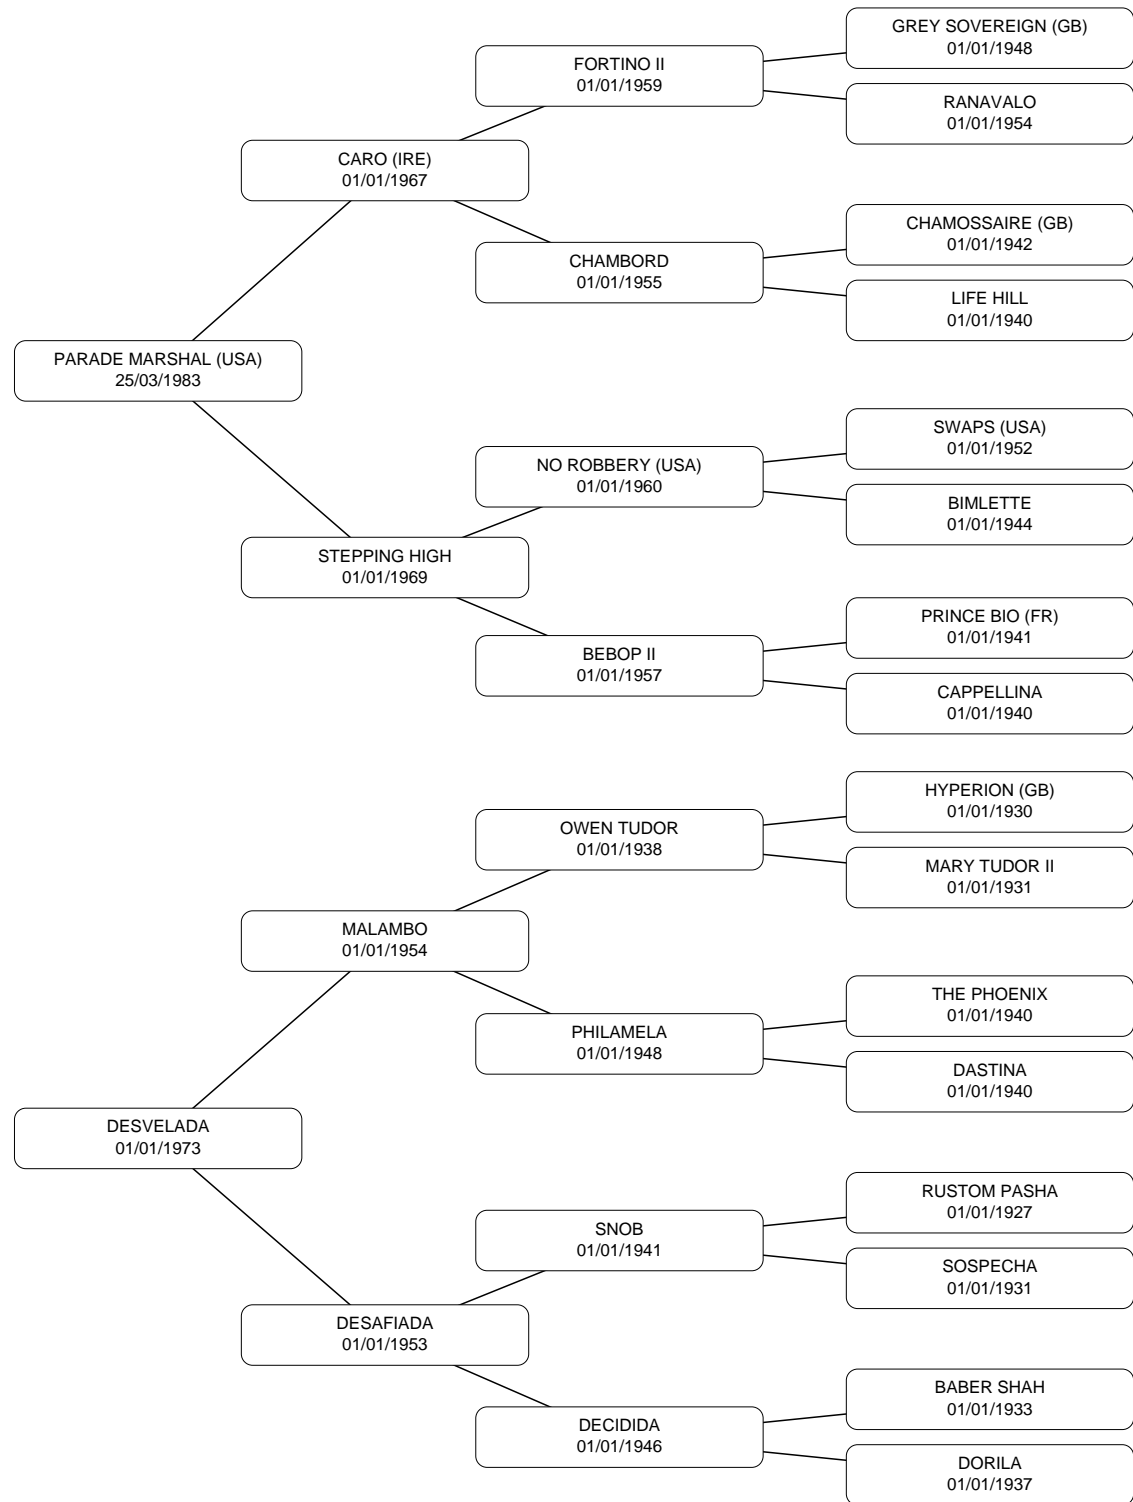 GREY SOVEREIGN (GB)
01/01/1948
FORTINO II
01/01/1959
RANAVALO
01/01/1954
CARO (IRE)
01/01/1967
CHAMOSSAIRE (GB)
01/01/1942
CHAMBORD
01/01/1955
LIFE HILL
01/01/1940
PARADE MARSHAL (USA)
25/03/1983
SWAPS (USA)
01/01/1952
NO ROBBERY (USA)
01/01/1960
BIMLETTE
01/01/1944
STEPPING HIGH
01/01/1969
PRINCE BIO (FR)
01/01/1941
BEBOP II
01/01/1957
CAPPELLINA
01/01/1940
HYPERION (GB)
01/01/1930
OWEN TUDOR
01/01/1938
MARY TUDOR II
01/01/1931
MALAMBO
01/01/1954
THE PHOENIX
01/01/1940
PHILAMELA
01/01/1948
DASTINA
01/01/1940
DESVELADA
01/01/1973
RUSTOM PASHA
01/01/1927
SNOB
01/01/1941
SOSPECHA
01/01/1931
DESAFIADA
01/01/1953
BABER SHAH
01/01/1933
DECIDIDA
01/01/1946
DORILA
01/01/1937